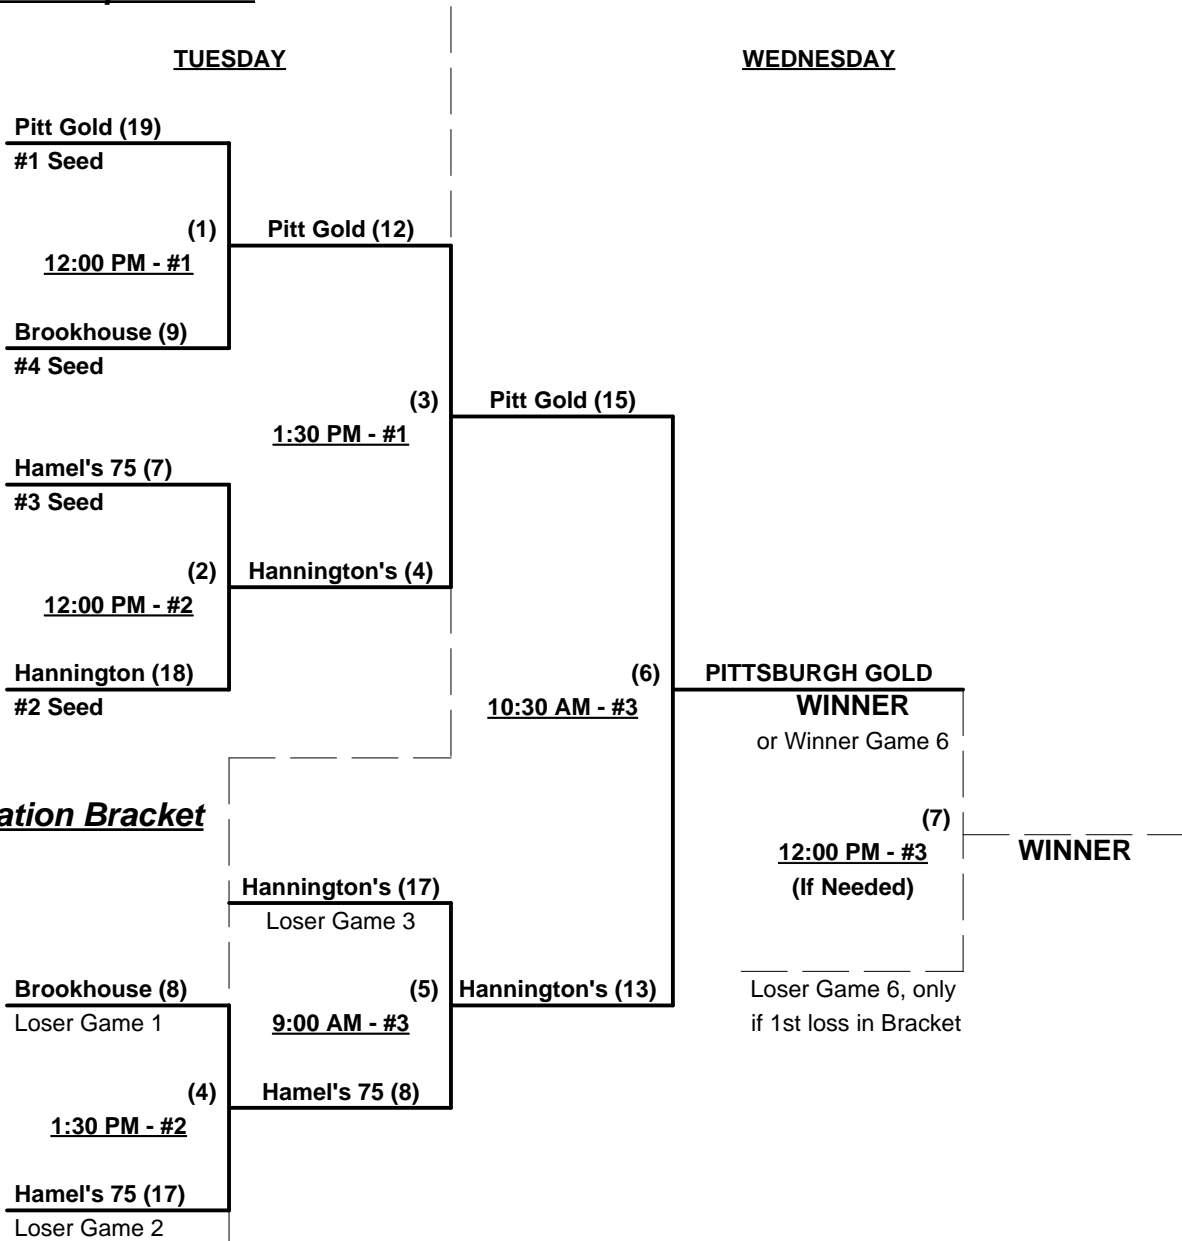 TUESDAY
WEDNESDAY
Pitt Gold (19)
#1 Seed
(1)
Pitt Gold (12)
12:00 PM - #1
Brookhouse (9)
#4 Seed
(3)
Pitt Gold (15)
1:30 PM - #1
Hamel's 75 (7)
#3 Seed
(2)
Hannington's (4)
12:00 PM - #2
Hannington (18)
#2 Seed
(6)
PITTSBURGH GOLD
10:30 AM - #3
WINNER
or Winner Game 6
ation Bracket
(7)
12:00 PM - #3
WINNER
(If Needed)
Hannington's (17)
Loser Game 3
Brookhouse (8)
Loser Game 1
(5)
Hannington's (13)
9:00 AM - #3
Loser Game 6, only
if 1st loss in Bracket
(4)
Hamel's 75 (8)
1:30 PM - #2
Hamel's 75 (17)
Loser Game 2